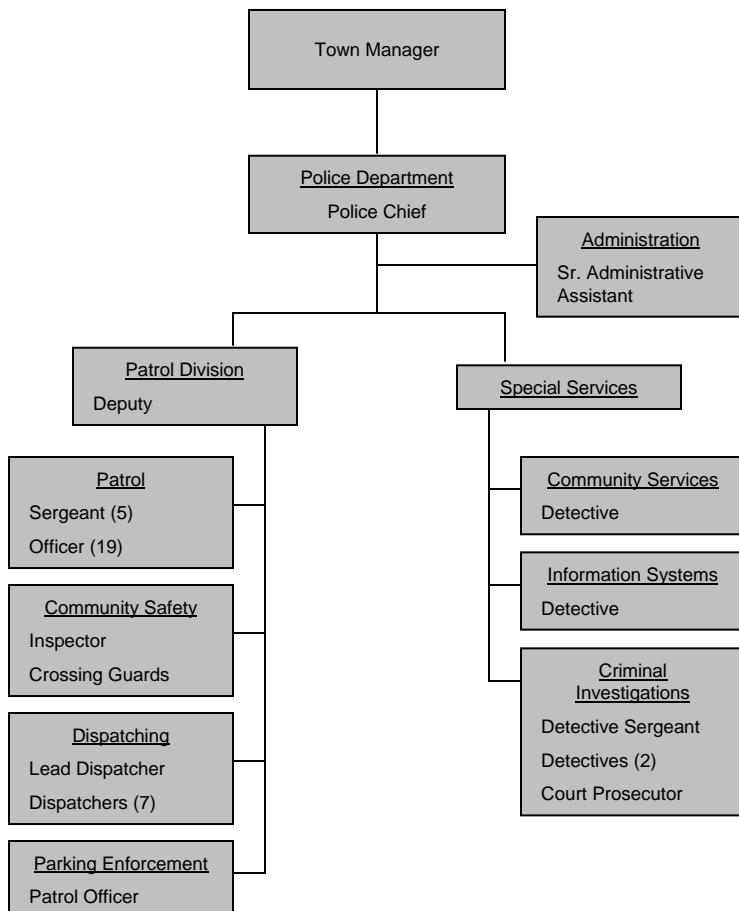 Town Manager
Police Department
Police Chief
Administration
Sr. Administrative
Assistant
Patrol Division
Deputy
Special Services
Patrol
Sergeant (5)
Officer (19)
Community Safety
Inspector
Crossing Guards
Dispatching
Lead Dispatcher
Dispatchers (7)
Parking Enforcement
Patrol Officer
Community Services
Detective
Information Systems
Detective
Criminal
Investigations
Detective Sergeant
Detectives (2)
Court Prosecutor